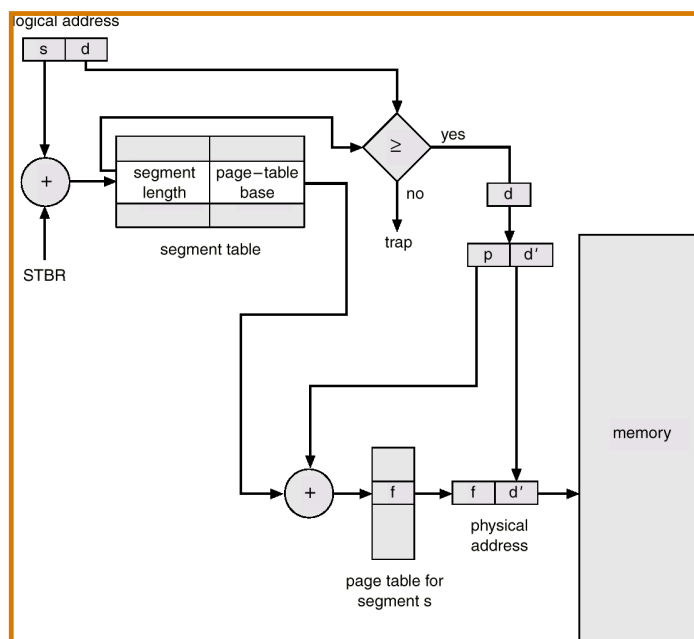 logical address
s d
≥
yes
+
segment length
page–table base
no
d
segment table
trap
STBR
p d′
memory
+
f
f d′
physical address
page table for segment s